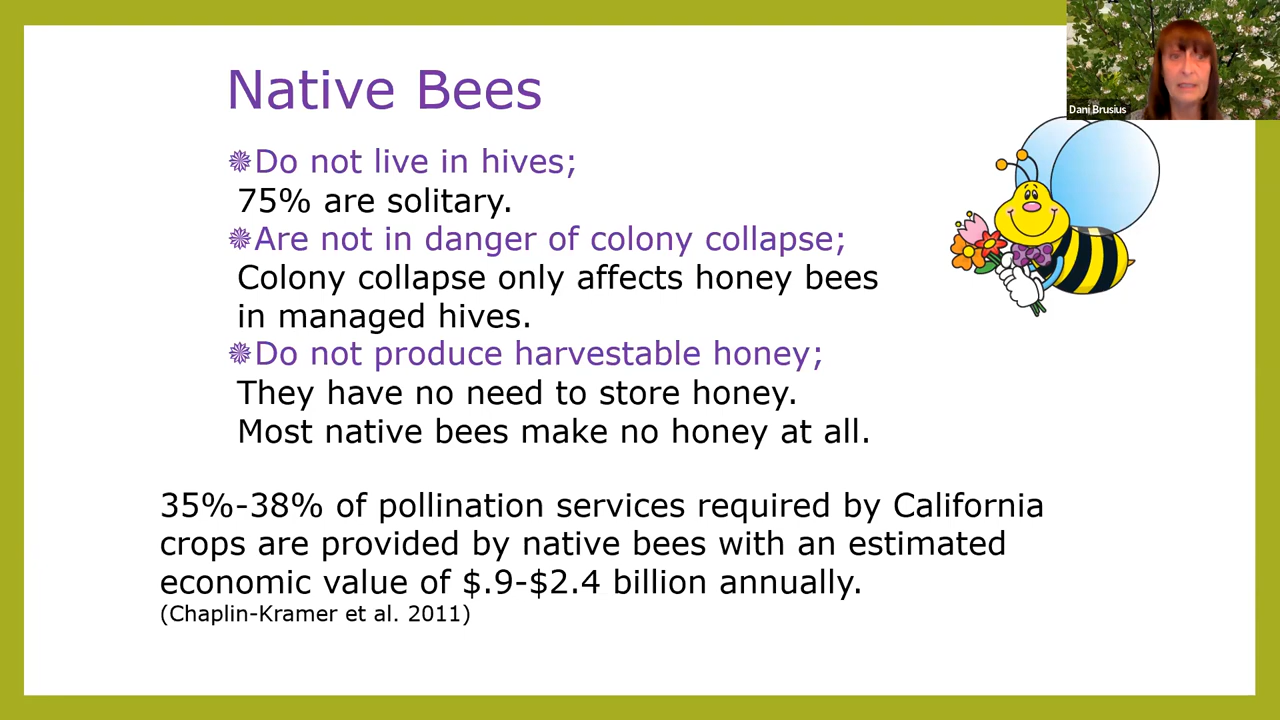 Native Bees
Dani Brusius
Do not live in hives;
75% are solitary.
Are not in danger of colony collapse;
Colony collapse only affects honey bees
in managed hives.
Do not produce harvestable honey;
They have no need to store honey.
Most native bees make no honey at all.
35%-38% of pollination services required by California
crops are provided by native bees with an estimated
economic value of $.9-$2.4 billion annually.
(Chaplin-Kramer et al. 2011)